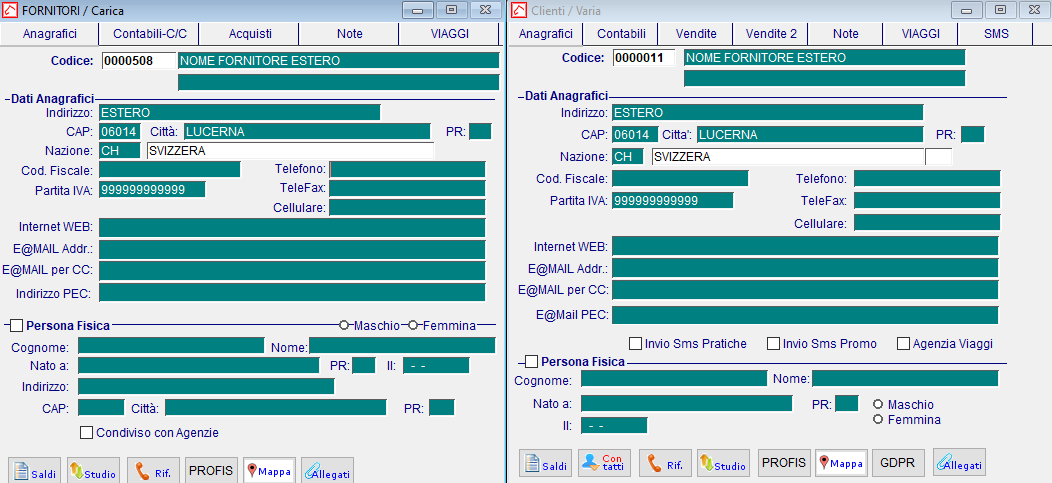 FORNITORI / Carica
Anagrafici Contabili-C/C Acquisti Note VIAGGI
Codice: 0000508 NOME FORNITORE ESTERO
Dati Anagrafici
Indirizzo: ESTERO
CAP: 06014 Città: LUCERNA PR:
Nazione: CH SVIZZERA
Cod. Fiscale: Telefono:
Partita IVA: 999999999999 TeleFax:
Cellulare:
Internet WEB:
E@MAIL Addr.:
E@MAIL per CC:
Indirizzo PEC:
Persona Fisica Maschio Femmina
Cognome: Nome:
Nato a: PR: Il: - -
Indirizzo:
CAP: Città: PR:
Condiviso con Agenzie
Saldi Studio Rif. PROFIS Mappa Allegati
Clienti / Varia
Anagrafici Contabili Vendite Vendite 2 Note VIAGGI SMS
Codice: 0000011 NOME FORNITORE ESTERO
Dati Anagrafici
Indirizzo: ESTERO
CAP: 06014 Citta': LUCERNA PR:
Nazione: CH SVIZZERA
Cod. Fiscale: Telefono:
Partita IVA: 999999999999 TeleFax:
Cellulare:
Internet WEB:
E@MAIL Addr.:
E@MAIL per CC:
E@Mail PEC:
Invio Sms Pratiche Invio Sms Promo Agenzia Viaggi
Persona Fisica
Cognome: Nome:
Nato a: PR: Maschio
Femmina
Il: - -
Saldi Con tatti Rif. Studio PROFIS Mappa GDPR Allegati